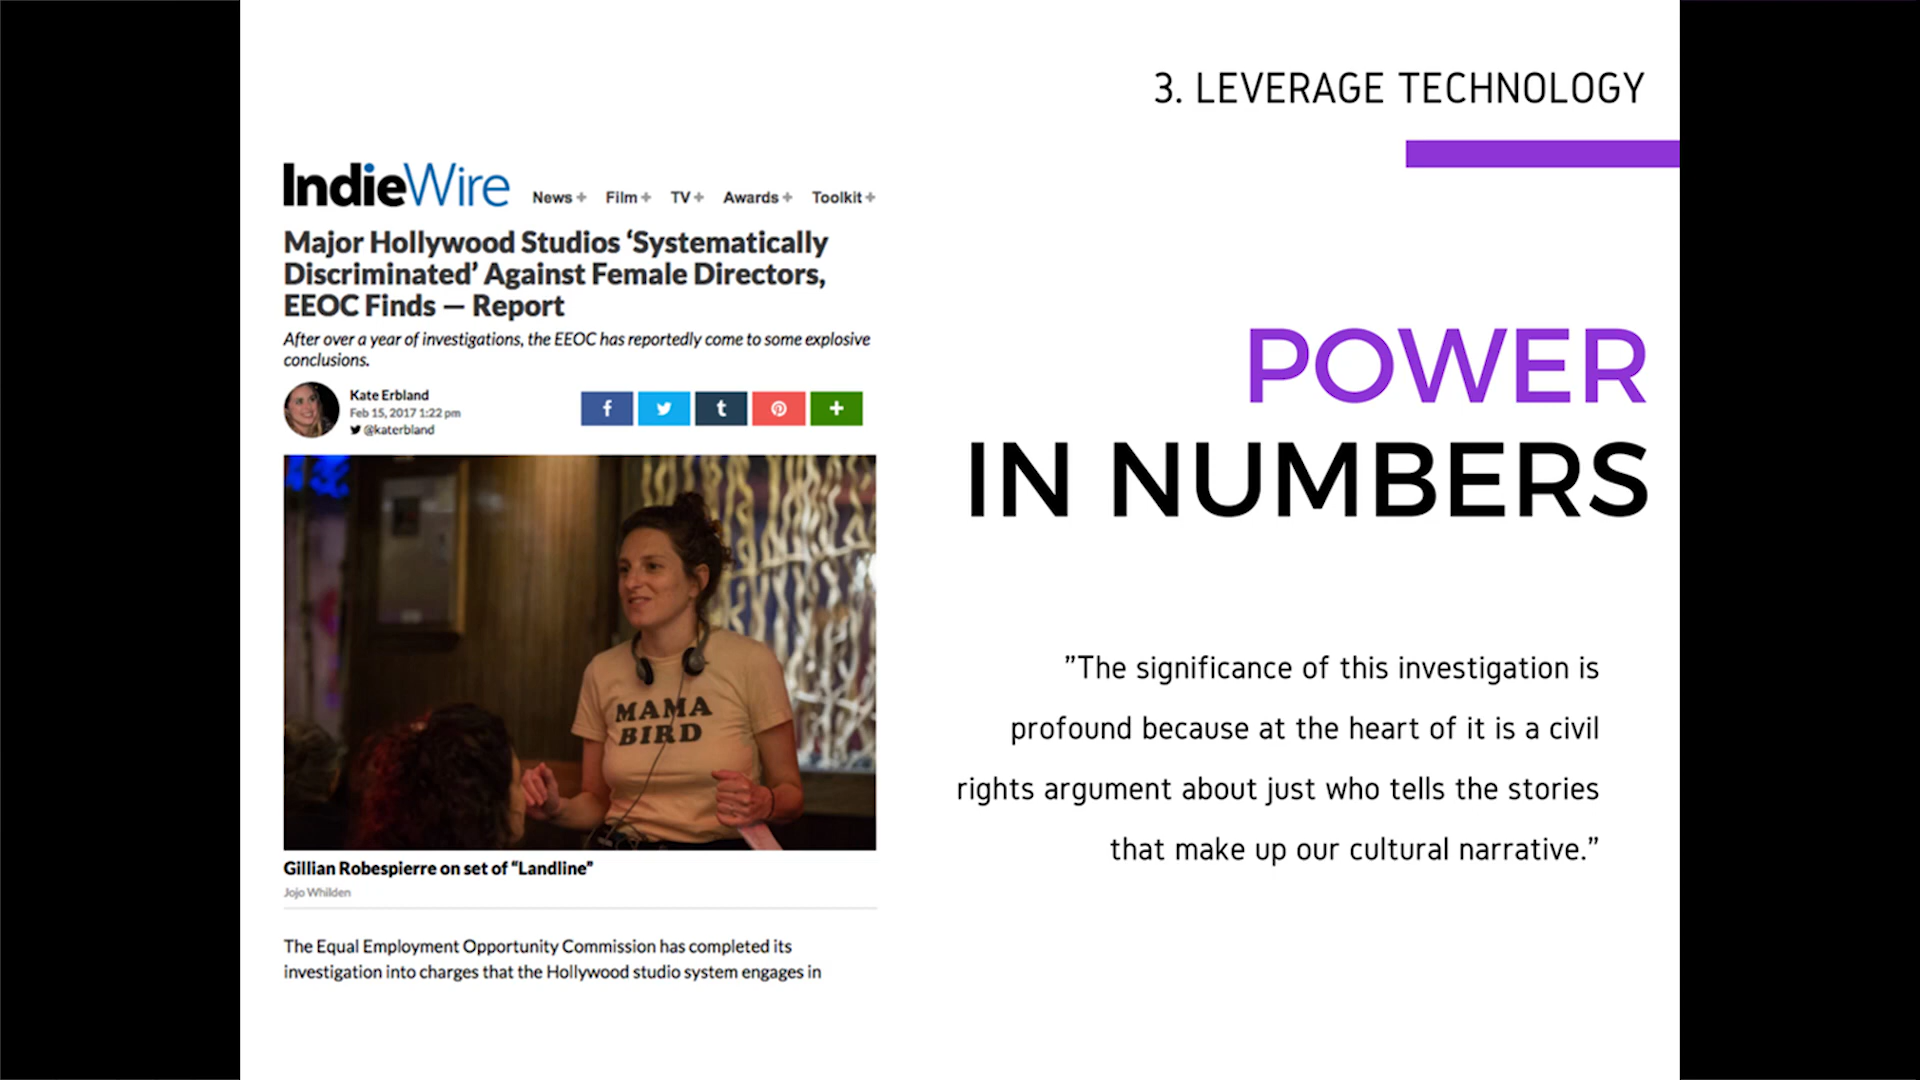 3. LEVERAGE TECHNOLOGY
IndieWire News + Film + TV + Awards + Toolkit +
Major Hollywood Studios ‘Systematically
Discriminated’ Against Female Directors,
EEOC Finds — Report
After over a year of investigations, the EEOC has reportedly come to some explosive
conclusions.
Kate Erbland
Feb 15, 2017 1:22 pm
@katerbland
MAMA
BIRD
Gillian Robespierre on set of “Landline”
Jojo Whilden
The Equal Employment Opportunity Commission has completed its
investigation into charges that the Hollywood studio system engages in
POWER
IN NUMBERS
”The significance of this investigation is
profound because at the heart of it is a civil
rights argument about just who tells the stories
that make up our cultural narrative.”